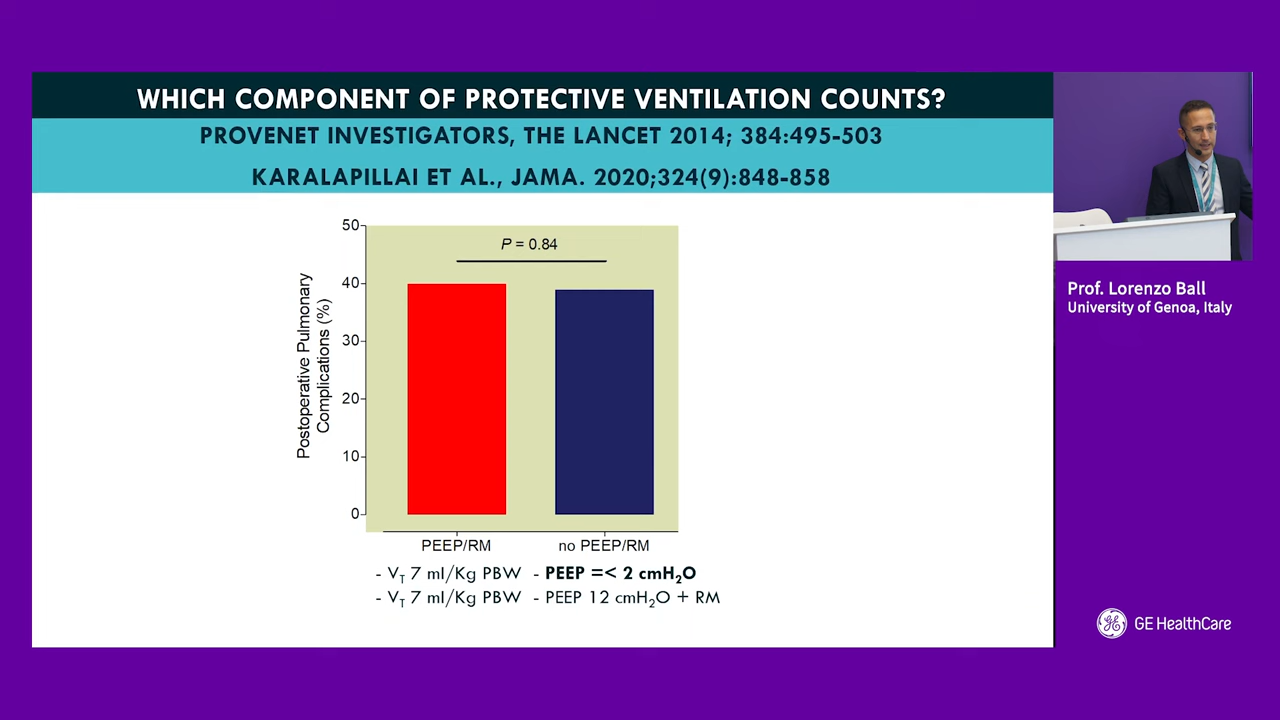 WHICH COMPONENT OF PROTECTIVE VENTILATION COUNTS?
PROVENET INVESTIGATORS, THE LANCET 2014; 384:495-503
KARALAPILLAI ET AL., JAMA. 2020;324(9):848-858
Postoperative Pulmonary
Complications (%)
50
40
30
20
10
0
P = 0.84
PEEP/RM
no PEEP/RM
- VT 7 ml/Kg PBW - PEEP =< 2 cmH2O
- VT 7 ml/Kg PBW - PEEP 12 cmH2O + RM
Prof. Lorenzo Ball
University of Genoa, Italy
GE HealthCare